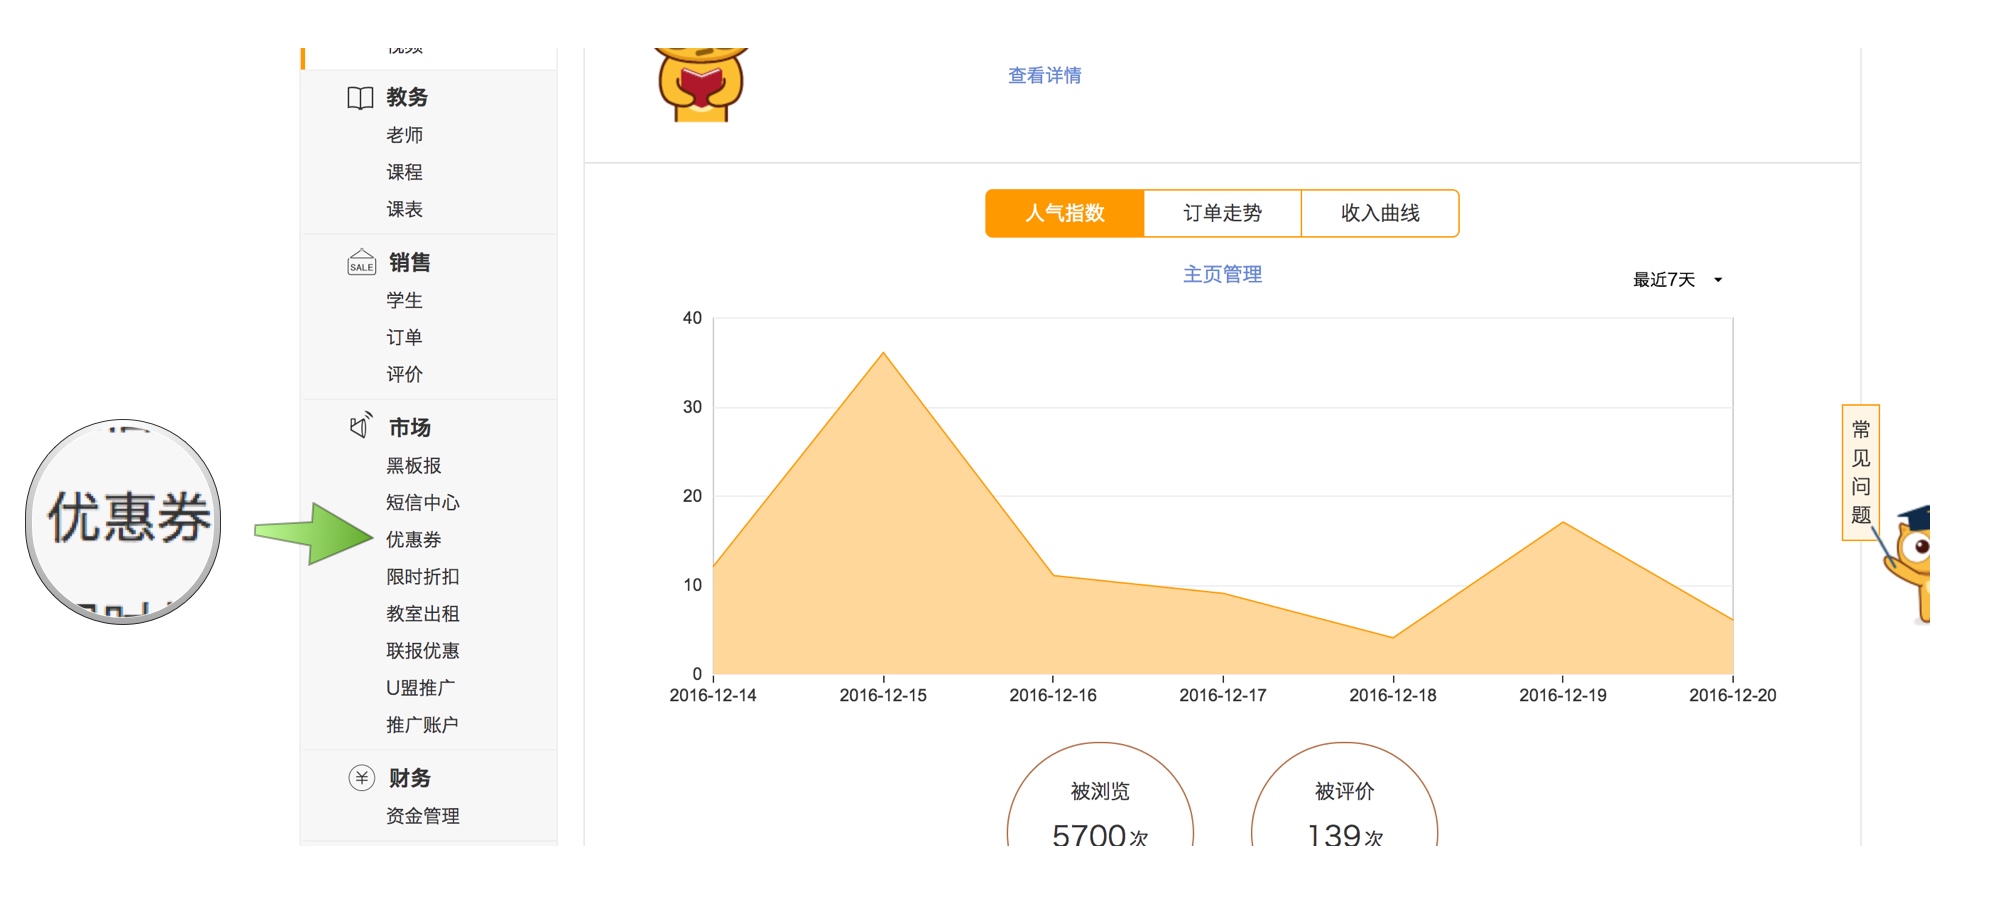 视频
教务
老师
课程
课表
SALE
销售
学生
订单
评价
市场
黑板报
短信中心
优惠券
限时折扣
教室出租
联报优惠
U盟推广
推广账户
¥
财务
资金管理
优惠券
查看详情
人气指数
订单走势
收入曲线
主页管理
最近7天
40
30
20
10
0
2016-12-14
2016-12-15
2016-12-16
2016-12-17
2016-12-18
2016-12-19
2016-12-20
被浏览
5700次
被评价
139次
常见问题